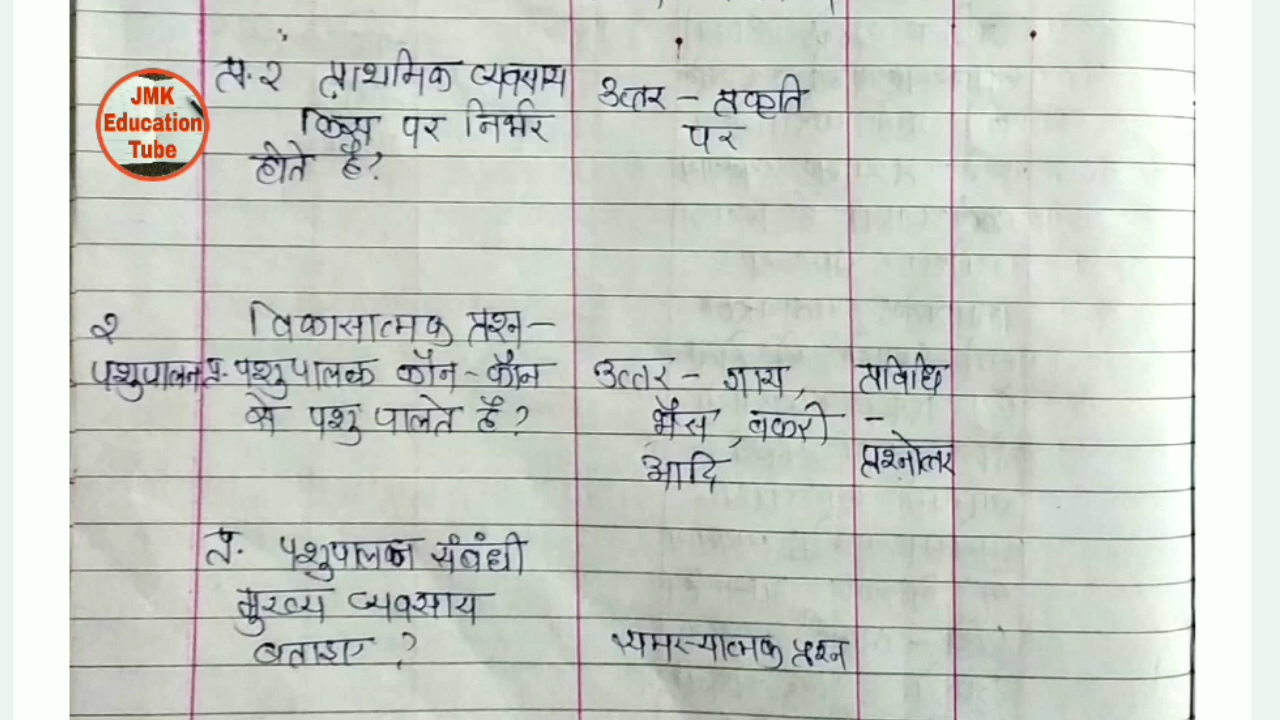 JMK
Education
Tube
प्र.२ प्राथमिक व्यवसाय
किस पर निर्भर
होते है?
उत्तर - प्रकृति
पर
२
पशुपालन
विकासात्मक प्रश्न -
प्र. पशुपालक कौन-कौन
से पशु पालते है?
उत्तर - गाय,
भैंस, बकरी
आदि
प्रविधि
-
प्रश्नोत्तर
प्र. पशुपालन संबंधी
मुख्य व्यवसाय
बताइए?
समस्यात्मक प्रश्न